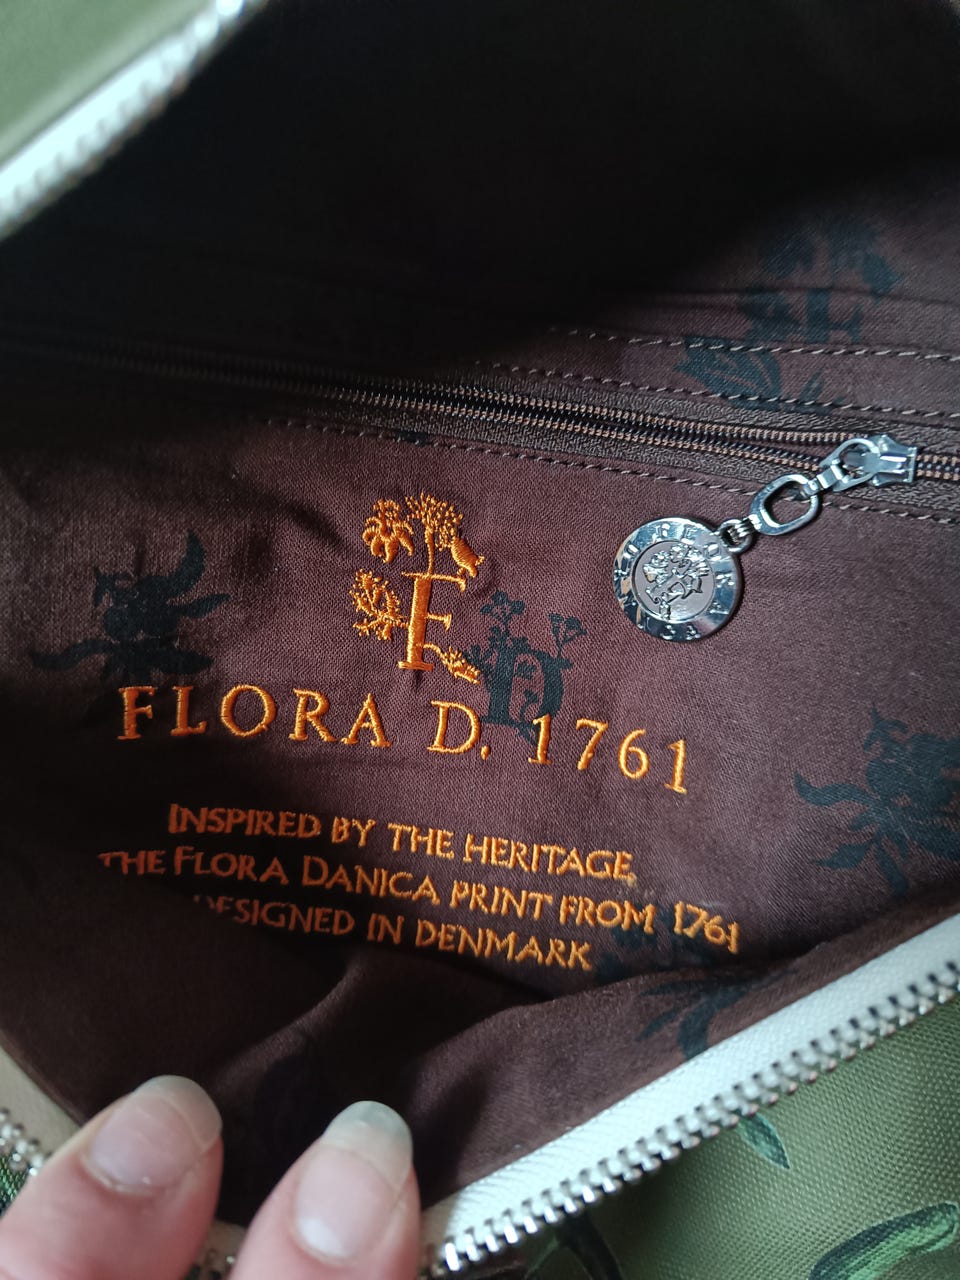 F
D
FLORA D. 1761
INSPIRED BY THE HERITAGE,
THE FLORA DANICA, PRINT FROM 1761
DESIGNED IN DENMARK